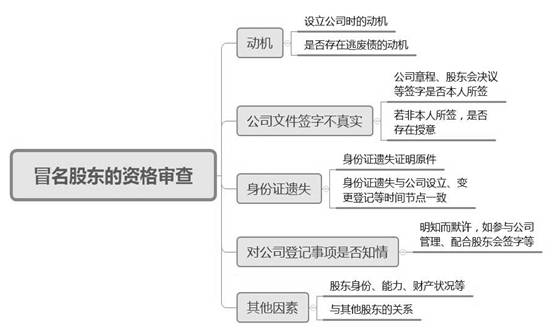 冒名股东的资格审查
动机
设立公司时的动机
是否存在逃废债的动机
公司文件签字不真实
公司章程、股东会决议
等签字是否本人所签
若非本人所签，是否
存在授意
身份证遗失
身份证遗失证明原件
身份证遗失与公司设立、变
更登记等时间节点一致
对公司登记事项是否知情
明知而默许，如参与公司
管理、配合股东会签字等
其他因素
股东身份、能力、财产状况等
与其他股东的关系